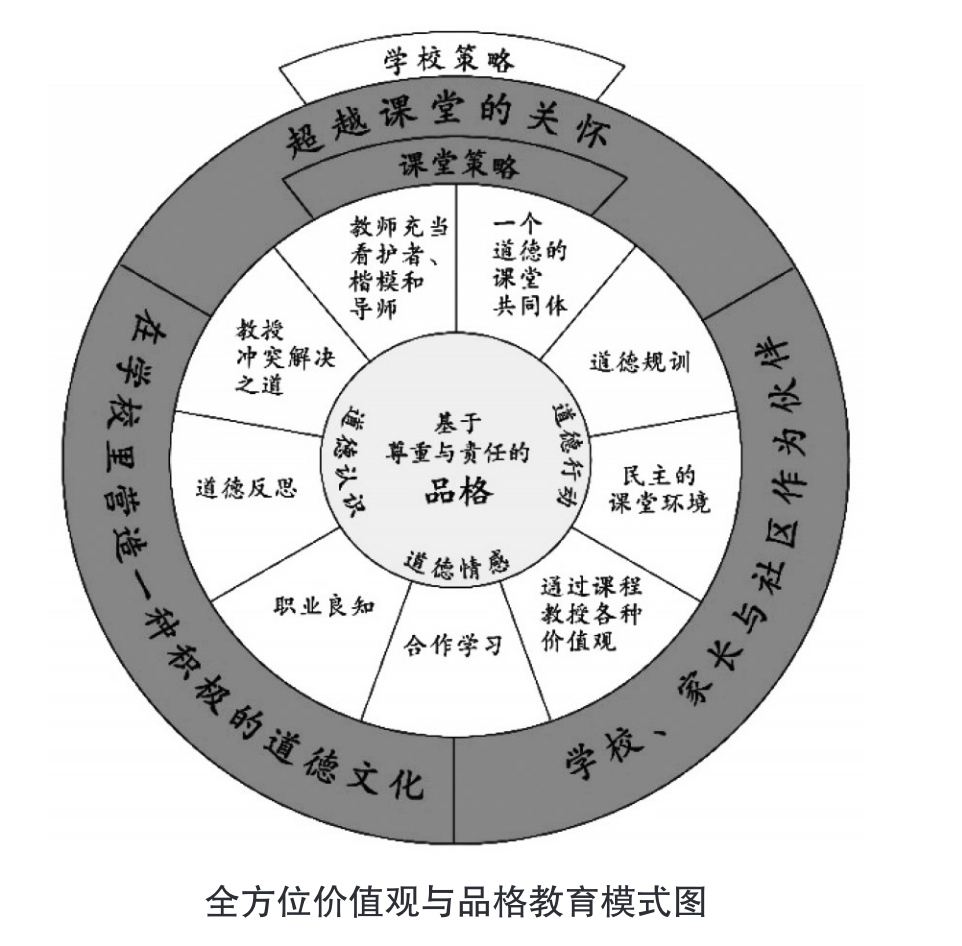 学校策略
超越课堂的关怀
课堂策略
教师充当
看护者、
楷模和
导师
一个
道德的
课堂
共同体
道德规训
民主的
课堂环境
通过课程
教授各种
价值观
合作学习
职业良知
道德反思
教授
冲突解决
之道
基于
尊重与责任的
品格
道德认识
道德行动
道德情感
在学校里营造一种积极的道德文化
学校、家长与社区作为伙伴
全方位价值观与品格教育模式图